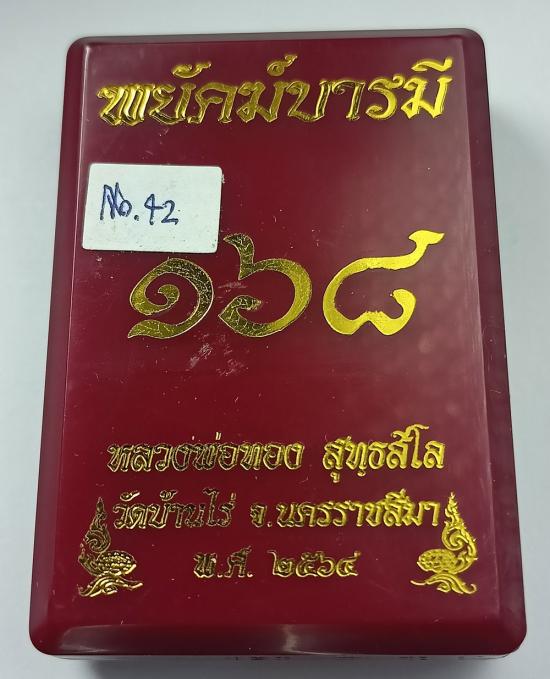 พยัคฆ์บารมี
No. 42
๑๖๘
หลวงพ่อทอง สุทฺธสีโล
วัดบ้านไร่ จ.นครราชสีมา
พ.ศ. ๒๕๖๔